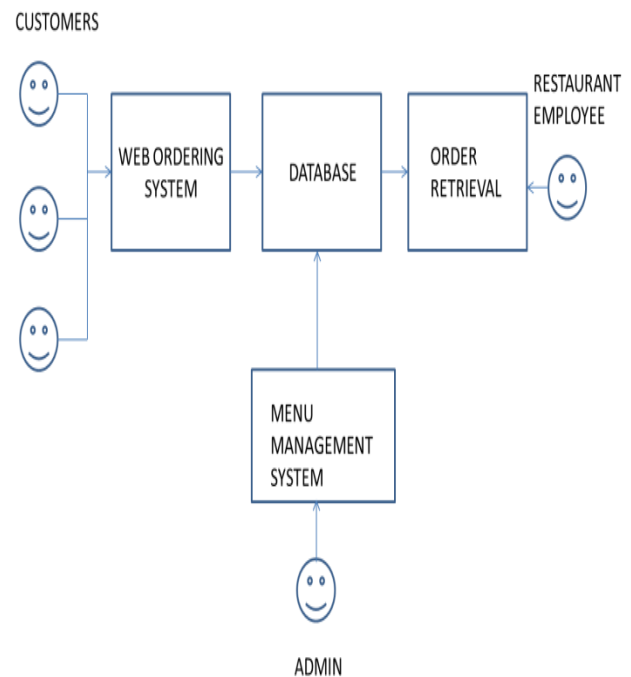 CUSTOMERS
RESTAURANT
EMPLOYEE
WEB ORDERING
SYSTEM
DATABASE
ORDER
RETRIEVAL
MENU
MANAGEMENT
SYSTEM
ADMIN